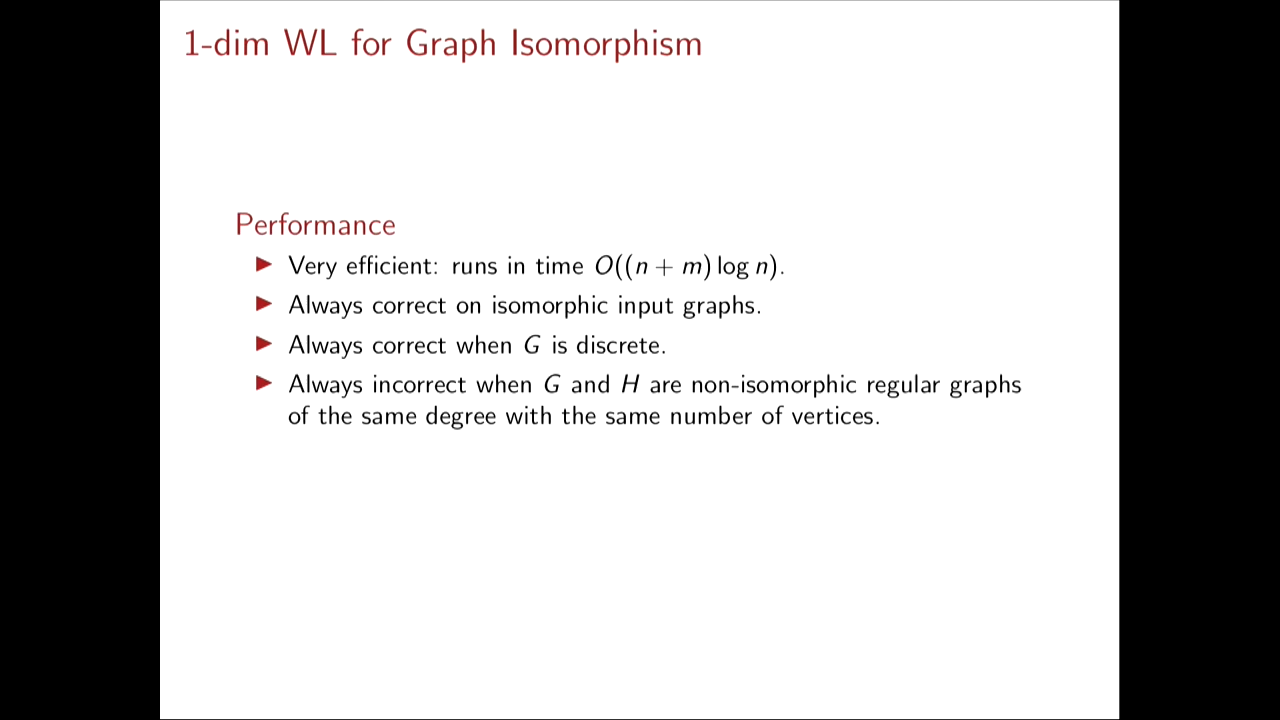 1-dim WL for Graph Isomorphism
Performance
▶ Very efficient: runs in time O((n + m) log n).
▶ Always correct on isomorphic input graphs.
▶ Always correct when G is discrete.
▶ Always incorrect when G and H are non-isomorphic regular graphs
of the same degree with the same number of vertices.